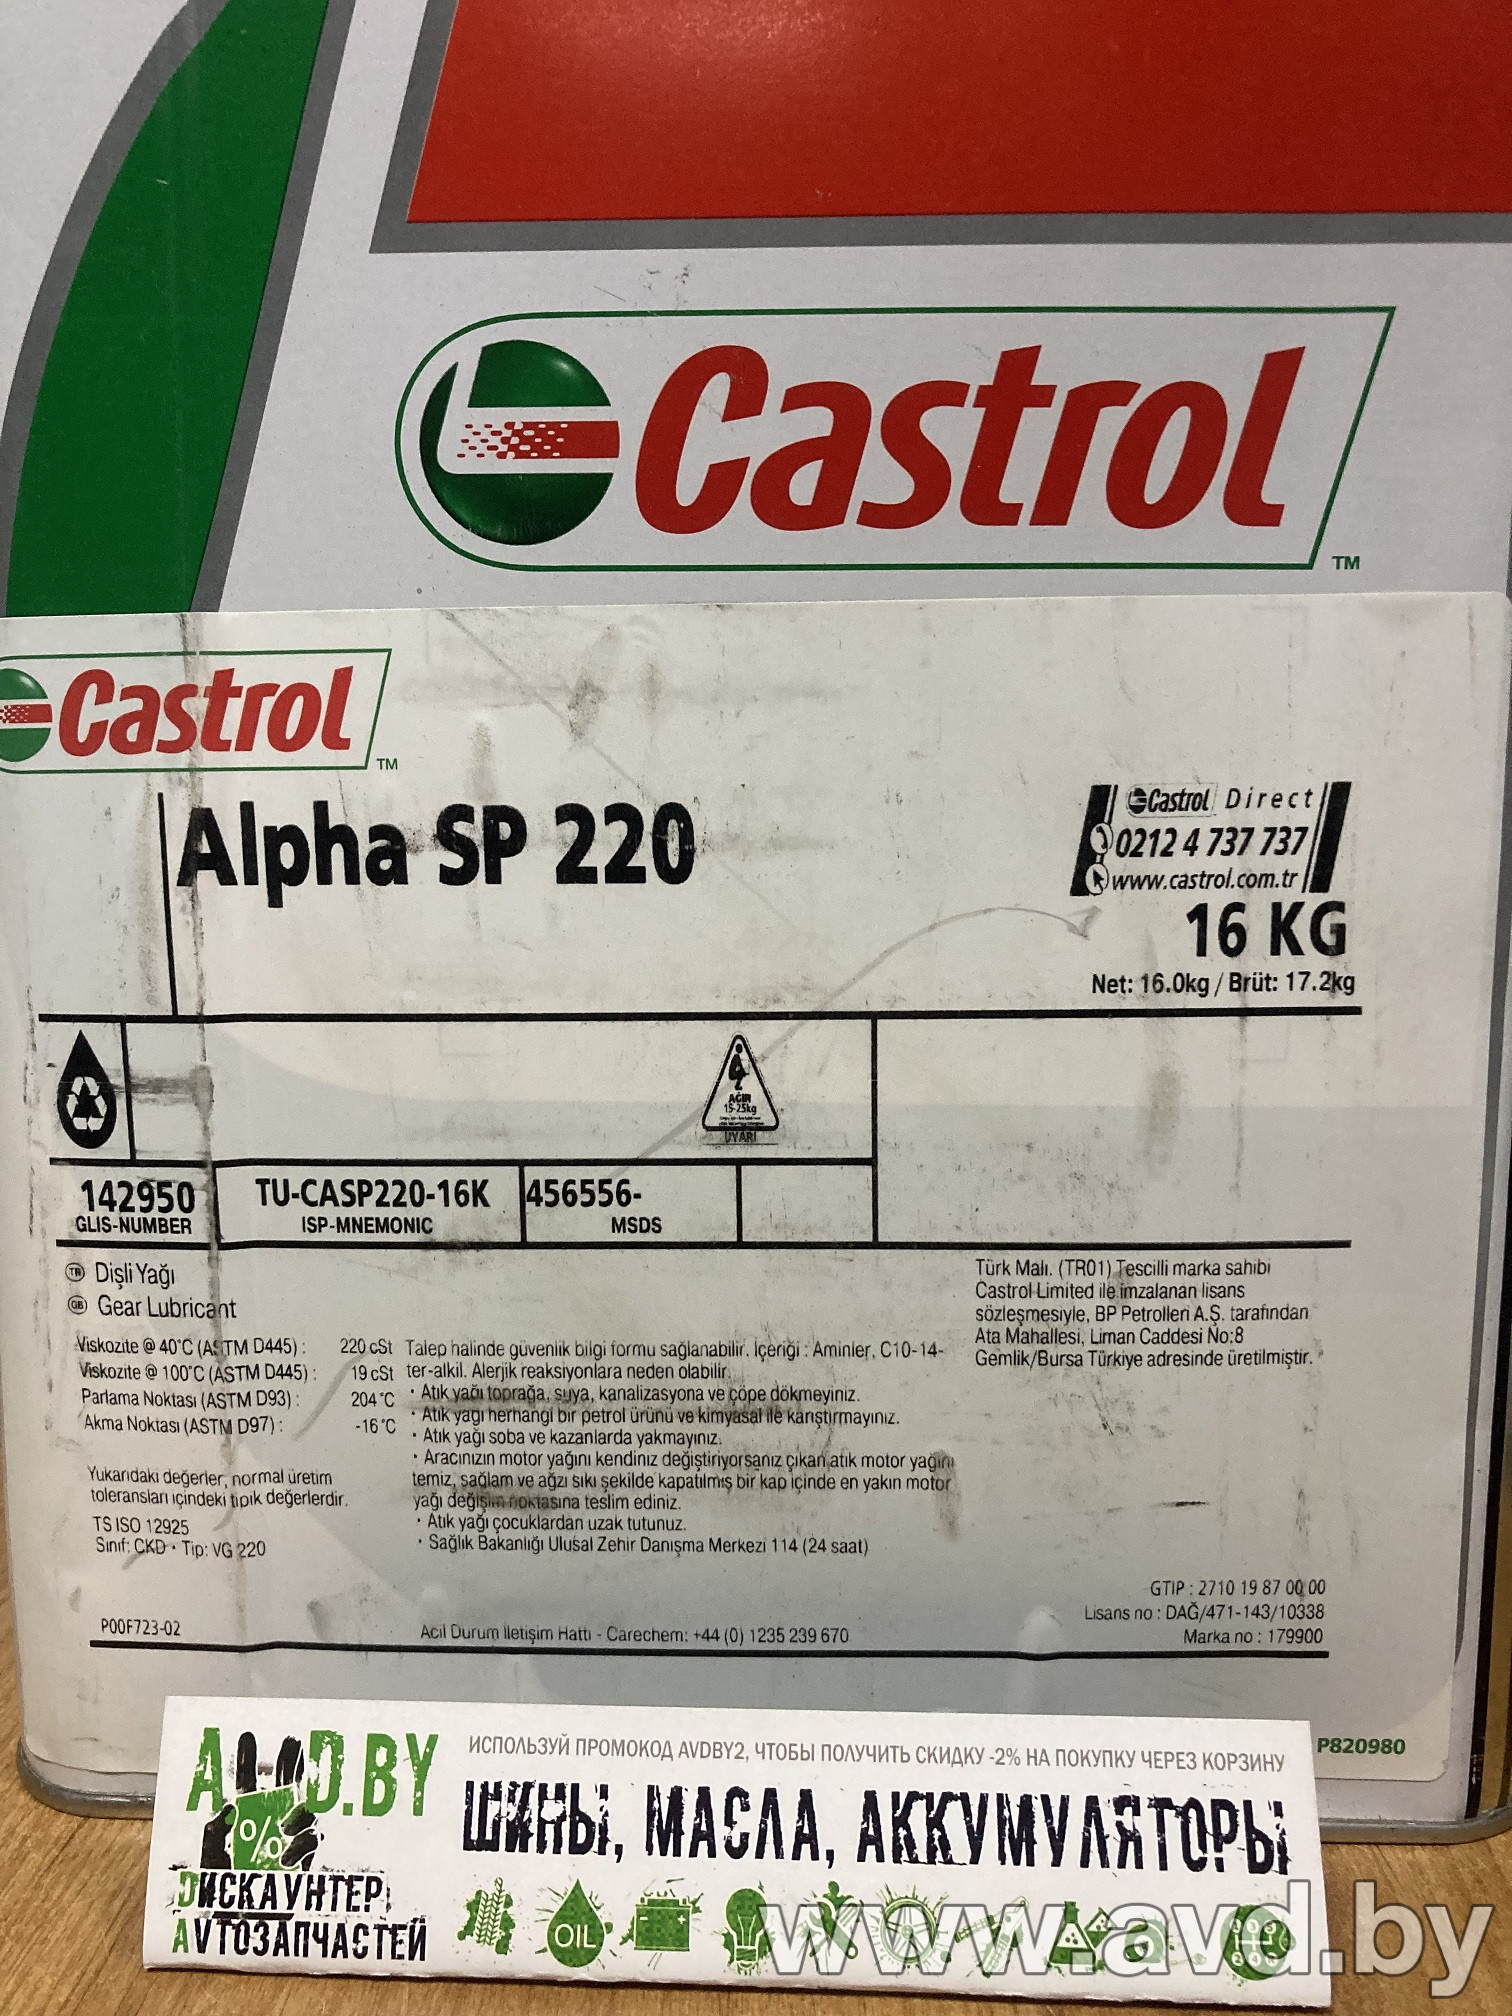 Castrol
TM
Castrol
TM
Alpha SP 220
Castrol Direct
0212 4 737 737
www.castrol.com.tr
16 KG
Net: 16.0kg / Brüt: 17.2kg
AĞIR
15-25kg
UYARI
142950
GLIS-NUMBER
TU-CASP220-16K
ISP-MNEMONIC
456556-
MSDS
TR Dişli Yağı
GB Gear Lubricant
Viskozite @ 40°C (ASTM D445) : 220 cSt
Viskozite @ 100°C (ASTM D445) : 19 cSt
Parlama Noktası (ASTM D93) : 204 °C
Akma Noktası (ASTM D97) : -16 °C
Yukarıdaki değerler, normal üretim
toleransları içindeki tipik değerlerdir.
TS ISO 12925
Sınıf: CKD • Tip: VG 220
P00F723-02
Talep halinde güvenlik bilgi formu sağlanabilir. İçeriği : Aminler, C10-14-
ter-alkil. Alerjik reaksiyonlara neden olabilir.
• Atık yağı toprağa, suya, kanalizasyona ve çöpe dökmeyiniz.
• Atık yağı herhangi bir petrol ürünü ve kimyasal ile karıştırmayınız.
• Atık yağı soba ve kazanlarda yakmayınız.
• Aracınızın motor yağını kendiniz değiştiriyorsanız çıkan atık motor yağını
temiz, sağlam ve ağzı sıkı şekilde kapatılmış bir kap içinde en yakın motor
yağı değişim noktasına teslim ediniz.
• Atık yağı çocuklardan uzak tutunuz.
• Sağlık Bakanlığı Ulusal Zehir Danışma Merkezi 114 (24 saat)
Acil Durum İletişim Hattı - Carechem: +44 (0) 1235 239 670
Türk Malı. (TR01) Tescilli marka sahibi
Castrol Limited ile imzalanan lisans
sözleşmesiyle, BP Petrolleri A.Ş. tarafından
Ata Mahallesi, Liman Caddesi No:8
Gemlik/Bursa Türkiye adresinde üretilmiştir.
GTIP : 2710 19 87 00 00
Lisans no : DAĞ/471-143/10338
Marka no : 179900
P820980
AVD.BY
%
DИСКАУНТЕР
AVTOЗАПЧАСТЕЙ
ИСПОЛЬЗУЙ ПРОМОКОД AVDBY2, ЧТОБЫ ПОЛУЧИТЬ СКИДКУ -2% НА ПОКУПКУ ЧЕРЕЗ КОРЗИНУ
ШИНЫ, МАСЛА, АККУМУЛЯТОРЫ
OIL
www.avd.by